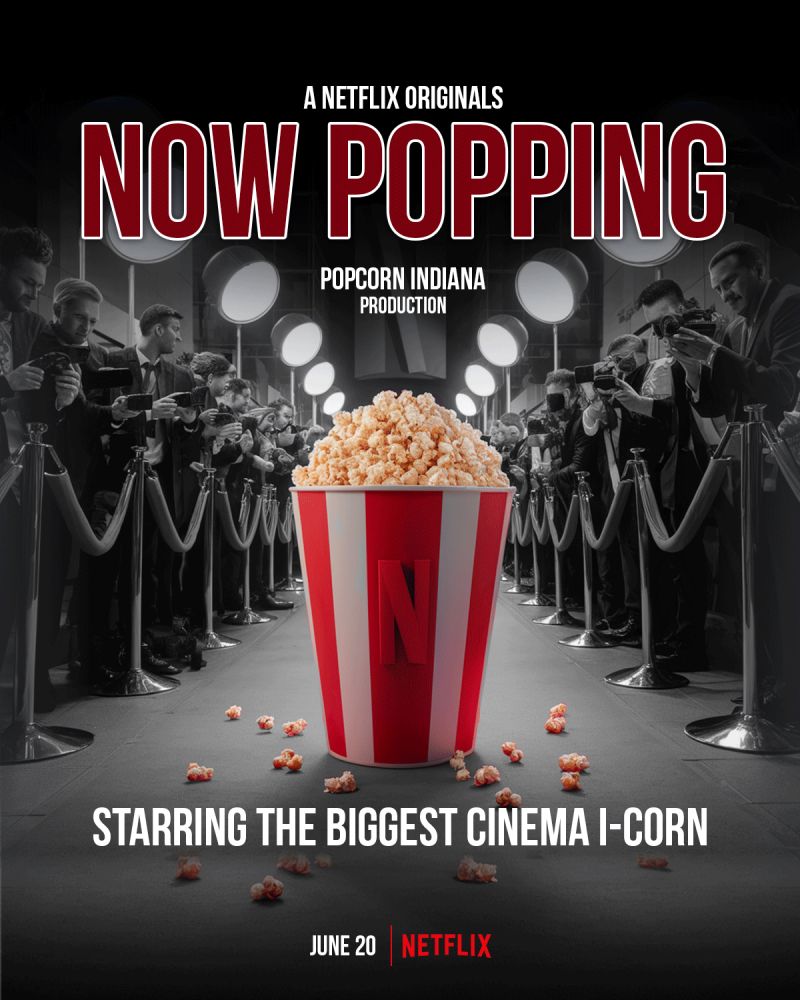 A NETFLIX ORIGINALS
NOW POPPING
POPCORN INDIANA
PRODUCTION
N
STARRING THE BIGGEST CINEMA I-CORN
JUNE 20 | NETFLIX